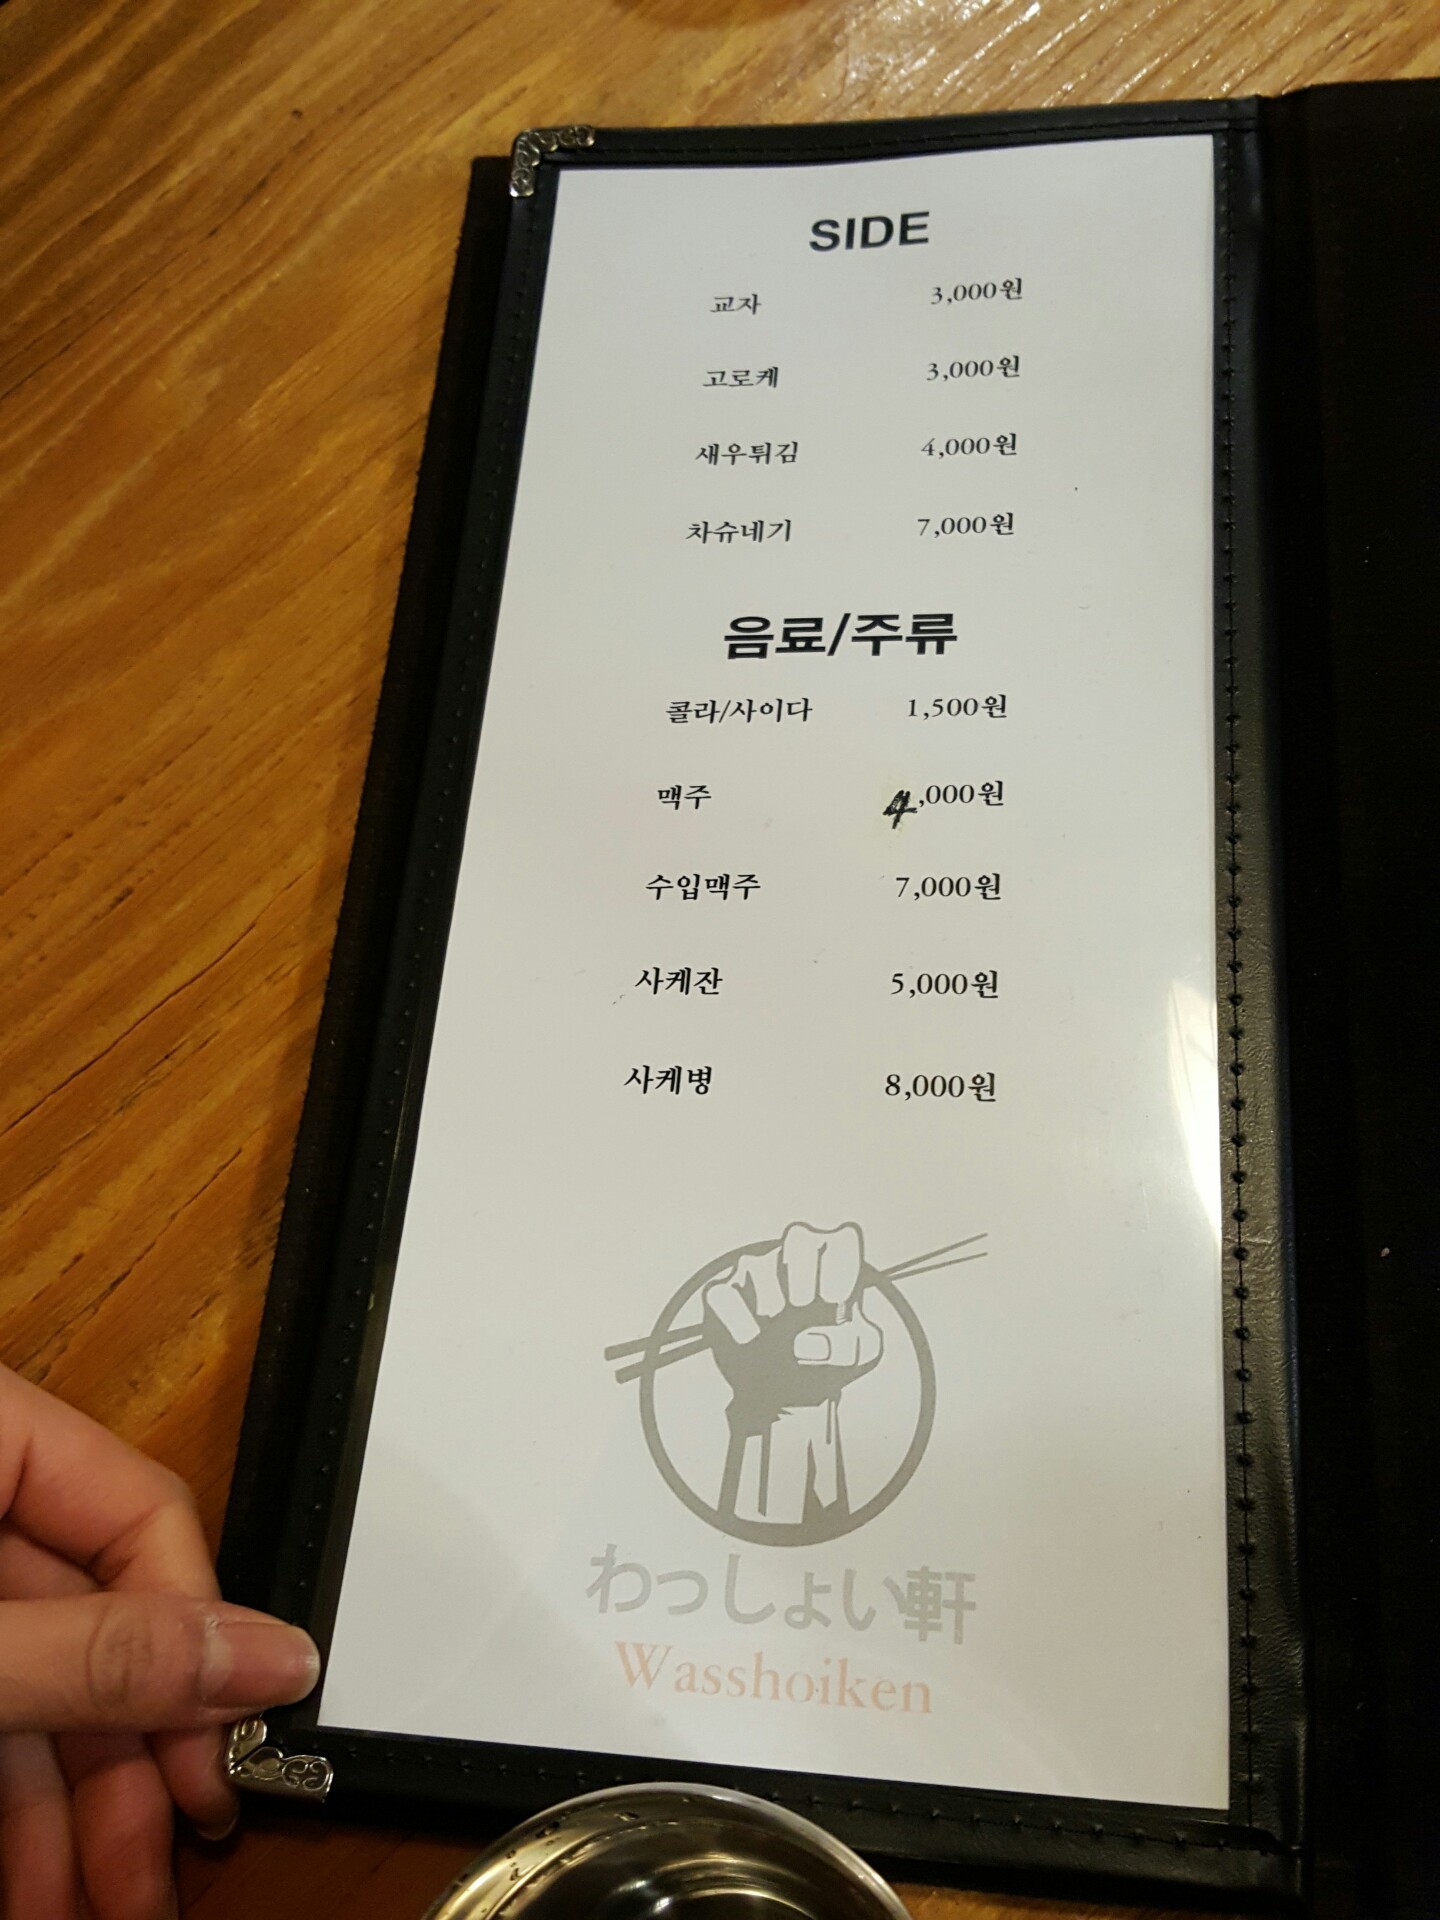 SIDE
교자 3,000원
고로케 3,000원
새우튀김 4,000원
차슈네기 7,000원
음료/주류
콜라/사이다 1,500원
맥주 4,000원
수입맥주 7,000원
사케잔 5,000원
사케병 8,000원
わっしょい軒
Wasshoiken